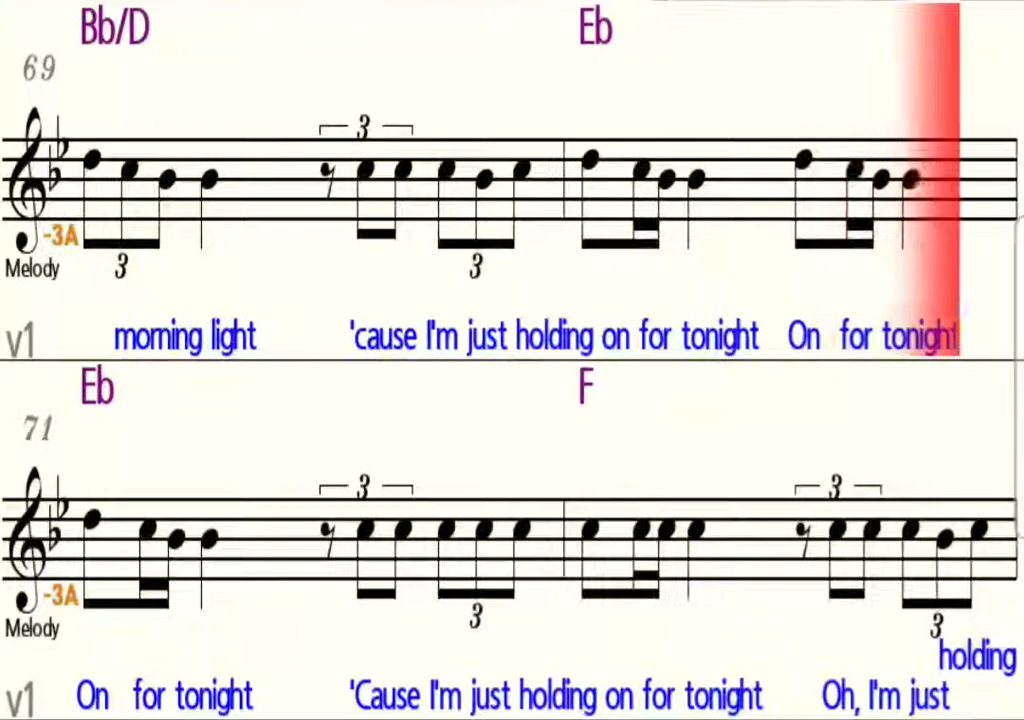 Bb/D Eb
69
3
-3A
Melody 3 3
v1 morning light 'cause I'm just holding on for tonight On for tonight
Eb F
71
3 3
-3A
Melody 3 3
holding
v1 On for tonight 'Cause I'm just holding on for tonight Oh, I'm just